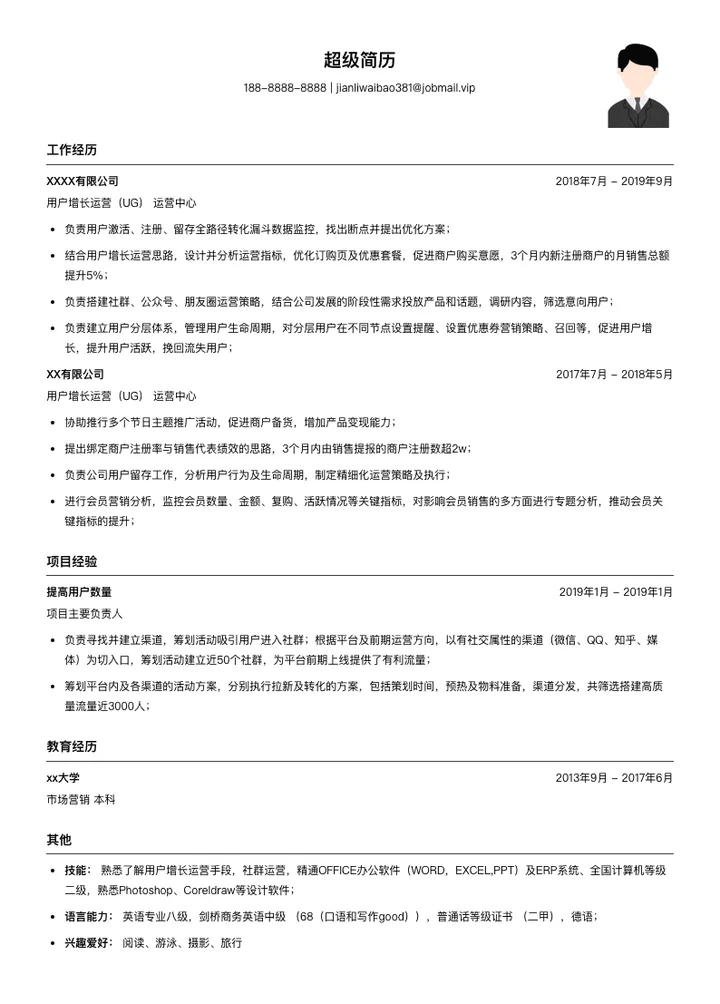 超级简历
188-8888-8888 | jianliwaibao381@jobmail.vip
工作经历
XXXX有限公司 2018年7月 – 2019年9月
用户增长运营（UG） 运营中心
• 负责用户激活、注册、留存全路径转化漏斗数据监控，找出断点并提出优化方案；
• 结合用户增长运营思路，设计并分析运营指标，优化订购页及优惠套餐，促进商户购买意愿，3个月内新注册商户的月销售总额
提升5%；
• 负责搭建社群、公众号、朋友圈运营策略，结合公司发展的阶段性需求投放产品和话题，调研内容，筛选意向用户；
• 负责建立用户分层体系，管理用户生命周期，对分层用户在不同节点设置提醒、设置优惠券营销策略、召回等，促进用户增
长，提升用户活跃，挽回流失用户；
XX有限公司 2017年7月 – 2018年5月
用户增长运营（UG） 运营中心
• 协助推行多个节日主题推广活动，促进商户备货，增加产品变现能力；
• 提出绑定商户注册率与销售代表绩效的思路，3个月内由销售提报的商户注册数超2w；
• 负责公司用户留存工作，分析用户行为及生命周期，制定精细化运营策略及执行；
• 进行会员营销分析，监控会员数量、金额、复购、活跃情况等关键指标，对影响会员销售的多方面进行专题分析，推动会员关
键指标的提升；
项目经验
提高用户数量 2019年1月 – 2019年1月
项目主要负责人
• 负责寻找并建立渠道，筹划活动吸引用户进入社群；根据平台及前期运营方向，以有社交属性的渠道（微信、QQ、知乎、媒
体）为切入口，筹划活动建立近50个社群，为平台前期上线提供了有利流量；
• 筹划平台内及各渠道的活动方案，分别执行拉新及转化的方案，包括策划时间，预热及物料准备，渠道分发，共筛选搭建高质
量流量近3000人；
教育经历
xx大学 2013年9月 – 2017年6月
市场营销 本科
其他
• 技能： 熟悉了解用户增长运营手段，社群运营，精通OFFICE办公软件（WORD，EXCEL,PPT）及ERP系统、全国计算机等级
二级，熟悉Photoshop、Coreldraw等设计软件；
• 语言能力： 英语专业八级，剑桥商务英语中级 （68（口语和写作good）），普通话等级证书 （二甲），德语；
• 兴趣爱好： 阅读、游泳、摄影、旅行